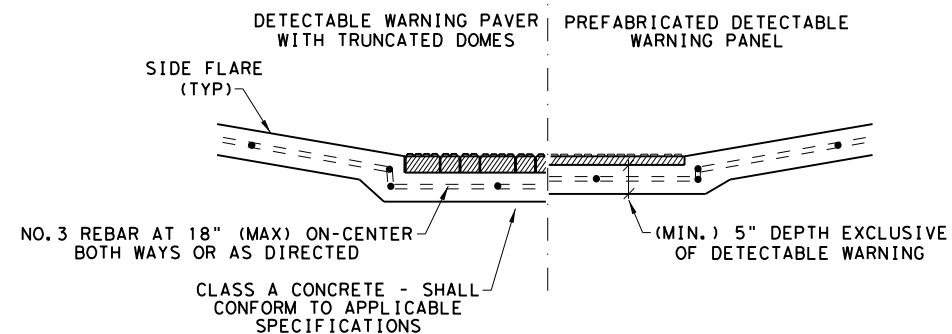 DETECTABLE WARNING PAVER
WITH TRUNCATED DOMES
PREFABRICATED DETECTABLE
WARNING PANEL
SIDE FLARE
(TYP)
NO.3 REBAR AT 18" (MAX) ON-CENTER
BOTH WAYS OR AS DIRECTED
(MIN.) 5" DEPTH EXCLUSIVE
OF DETECTABLE WARNING
CLASS A CONCRETE - SHALL
CONFORM TO APPLICABLE
SPECIFICATIONS